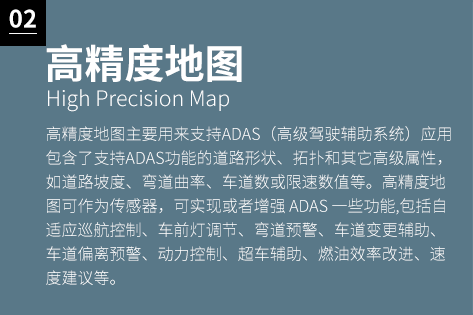 02
高精度地图
High Precision Map
高精度地图主要用来支持ADAS（高级驾驶辅助系统）应用
包含了支持ADAS功能的道路形状、拓扑和其它高级属性，
如道路坡度、弯道曲率、车道数或限速数值等。高精度地
图可作为传感器，可实现或者增强 ADAS 一些功能,包括自
适应巡航控制、车前灯调节、弯道预警、车道变更辅助、
车道偏离预警、动力控制、超车辅助、燃油效率改进、速
度建议等。